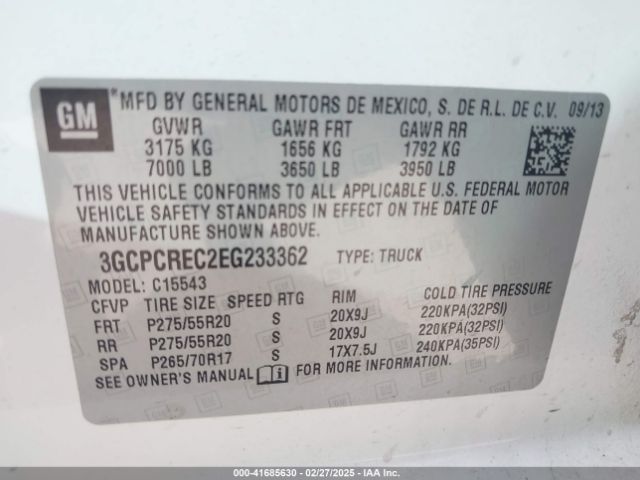 GM
*MFD BY GENERAL MOTORS DE MEXICO, S. DE R.L. DE C.V. 09/13
GVWR GAWR FRT GAWR RR
3175 KG 1656 KG 1792 KG
7000 LB 3650 LB 3950 LB
THIS VEHICLE CONFORMS TO ALL APPLICABLE U.S. FEDERAL MOTOR
VEHICLE SAFETY STANDARDS IN EFFECT ON THE DATE OF
MANUFACTURE SHOWN ABOVE.
3GCPCREC2EG233362 TYPE: TRUCK
MODEL: C15543
CFVP TIRE SIZE SPEED RTG RIM COLD TIRE PRESSURE
FRT P275/55R20 S 20X9J 220KPA(32PSI)
RR P275/55R20 S 20X9J 220KPA(32PSI)
SPA P265/70R17 S 17X7.5J 240KPA(35PSI)
SEE OWNER'S MANUAL FOR MORE INFORMATION.
000-41685630 - 02/27/2025 - IAA Inc.